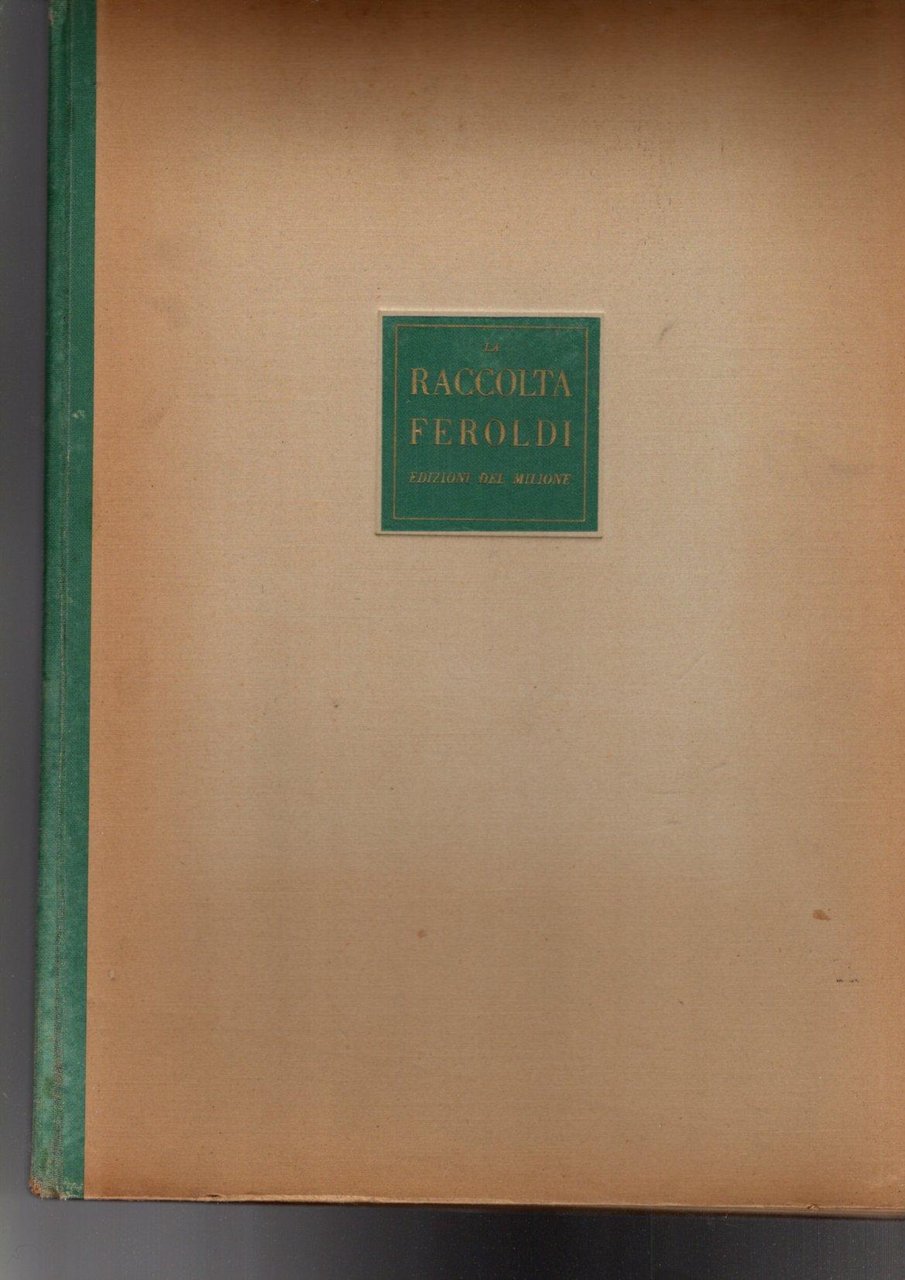 LA
RACCOLTA
FEROLDI
EDIZIONI DEL MILIONE